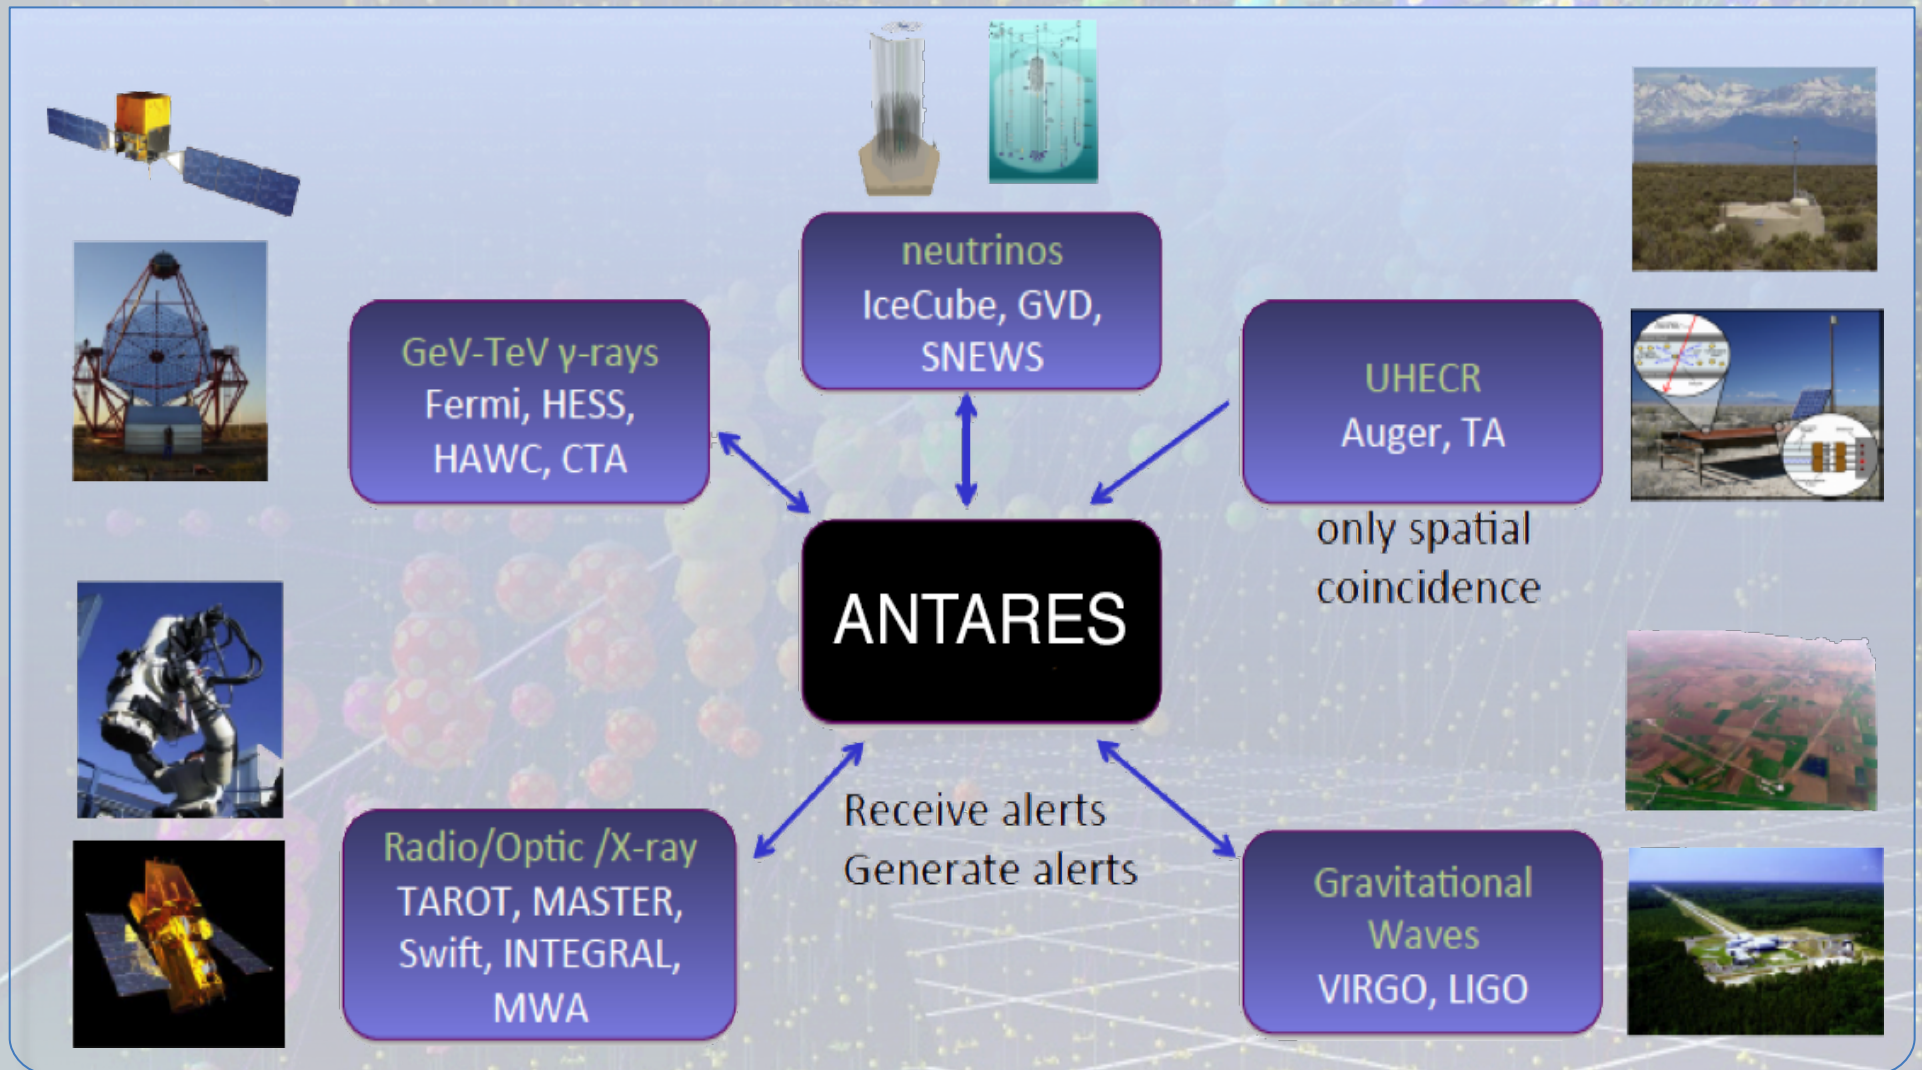 neutrinos
IceCube, GVD,
SNEWS
GeV-TeV γ-rays
Fermi, HESS,
HAWC, CTA
UHECR
Auger, TA
only spatial
coincidence
ANTARES
Receive alerts
Generate alerts
Radio/Optic /X-ray
TAROT, MASTER,
Swift, INTEGRAL,
MWA
Gravitational
Waves
VIRGO, LIGO